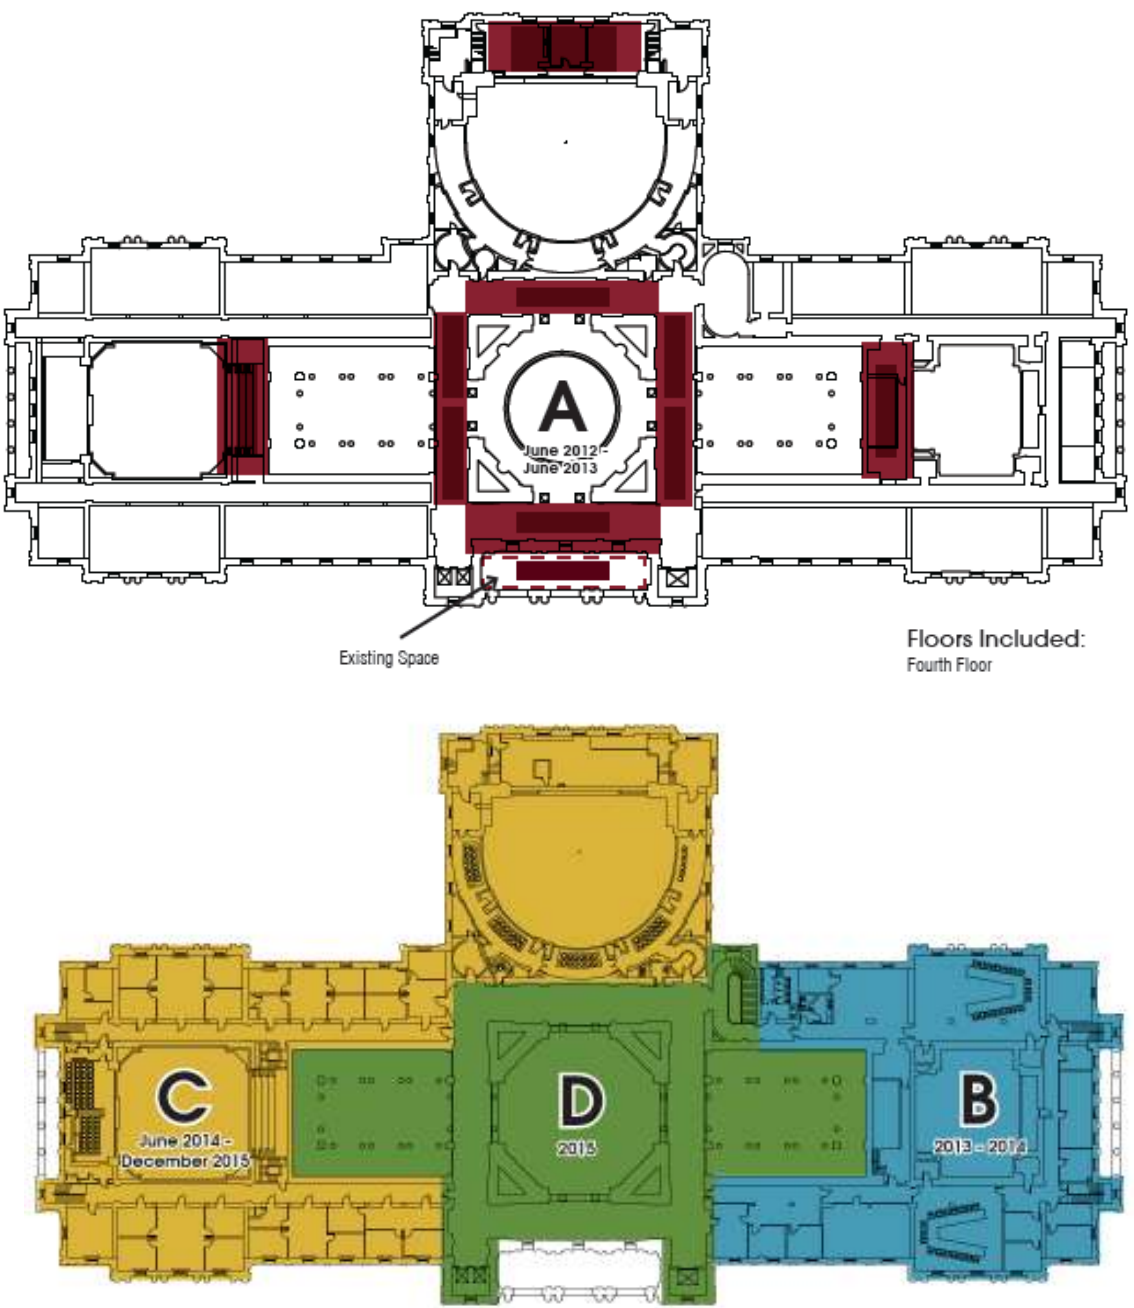 A
June 2012 -
June 2013
Existing Space
Floors Included:
Fourth Floor
C
June 2014 -
December 2015
D
2015
B
2013 - 2014